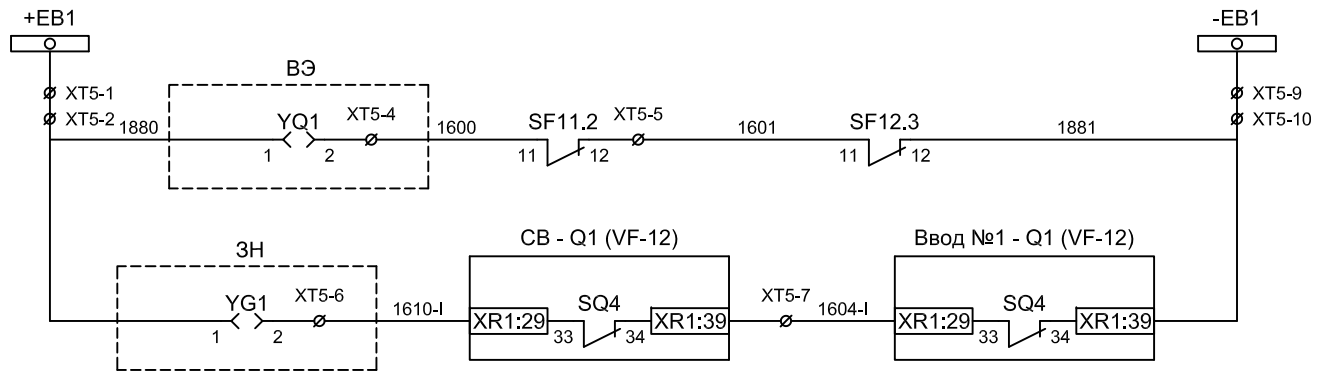 +EB1
-EB1
ВЭ
XT5-1
XT5-2
XT5-9
XT5-10
1880
YQ1
XT5-4
1600
SF11.2
XT5-5
1601
SF12.3
1881
1
2
11
12
11
12
ЗН
СВ - Q1 (VF-12)
Ввод №1 - Q1 (VF-12)
YG1
XT5-6
1610-I
XR1:29
SQ4
XR1:39
XT5-7
1604-I
XR1:29
SQ4
XR1:39
1
2
33
34
33
34